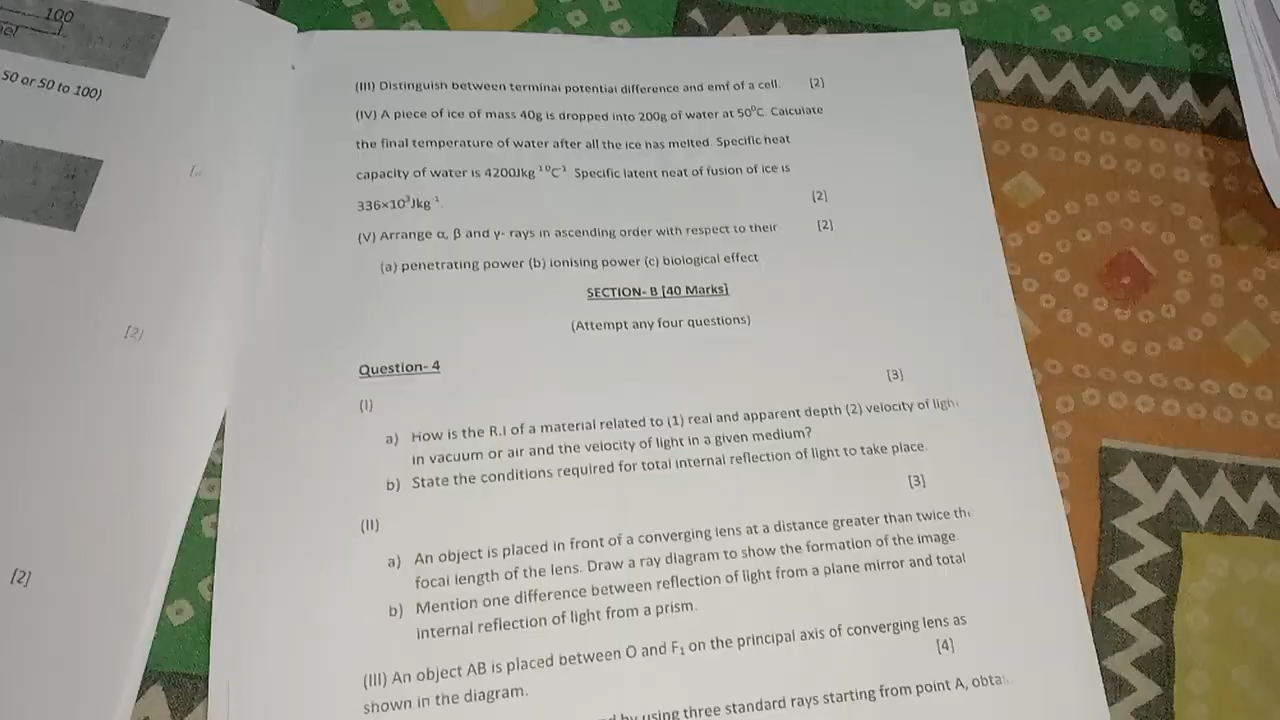 100
50 or 50 to 100)
[2]
[2]
(III) Distinguish between terminal potential difference and emf of a cell. [2]
(IV) A piece of ice of mass 40g is dropped into 200g of water at 50⁰C. Calculate
the final temperature of water after all the ice has melted. Specific heat
capacity of water is 4200Jkg⁻¹⁰C⁻¹ Specific latent heat of fusion of ice is
336×10³Jkg⁻¹. [2]
(V) Arrange α, β and γ- rays in ascending order with respect to their [2]
(a) penetrating power (b) ionising power (c) biological effect
SECTION- B [40 Marks]
(Attempt any four questions)
Question- 4
(I) [3]
a) How is the R.I of a material related to (1) real and apparent depth (2) velocity of light
in vacuum or air and the velocity of light in a given medium?
b) State the conditions required for total internal reflection of light to take place.
(II) [3]
a) An object is placed in front of a converging lens at a distance greater than twice the
focal length of the lens. Draw a ray diagram to show the formation of the image.
b) Mention one difference between reflection of light from a plane mirror and total
internal reflection of light from a prism.
(III) An object AB is placed between O and F₁ on the principal axis of converging lens as
shown in the diagram. [4]
by using three standard rays starting from point A,